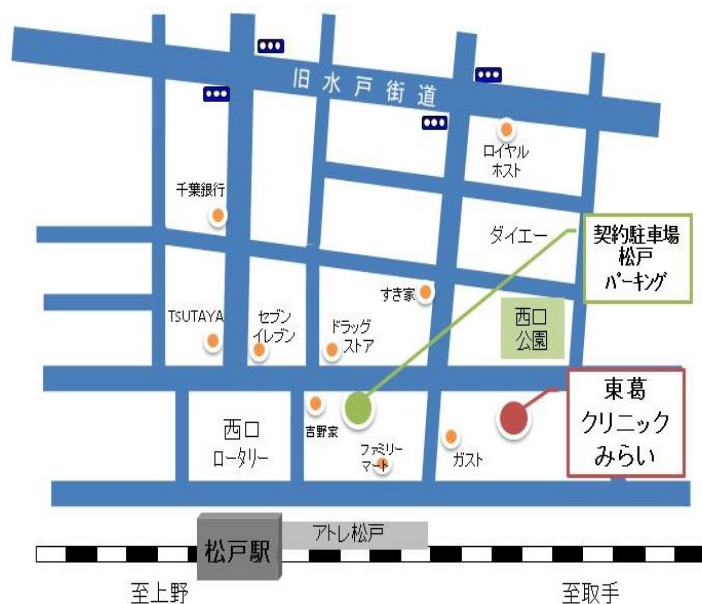 旧水戸街道
ロイヤル
ホスト
千葉銀行
ダイエー
契約駐車場
松戸
パーキング
すき家
TSUTAYA
セブン
イレブン
ドラッグ
ストア
西口
公園
東葛
クリニック
みらい
西口
ロータリー
吉野家
ファミリー
マート
ガスト
松戸駅
アトレ松戸
至上野
至取手